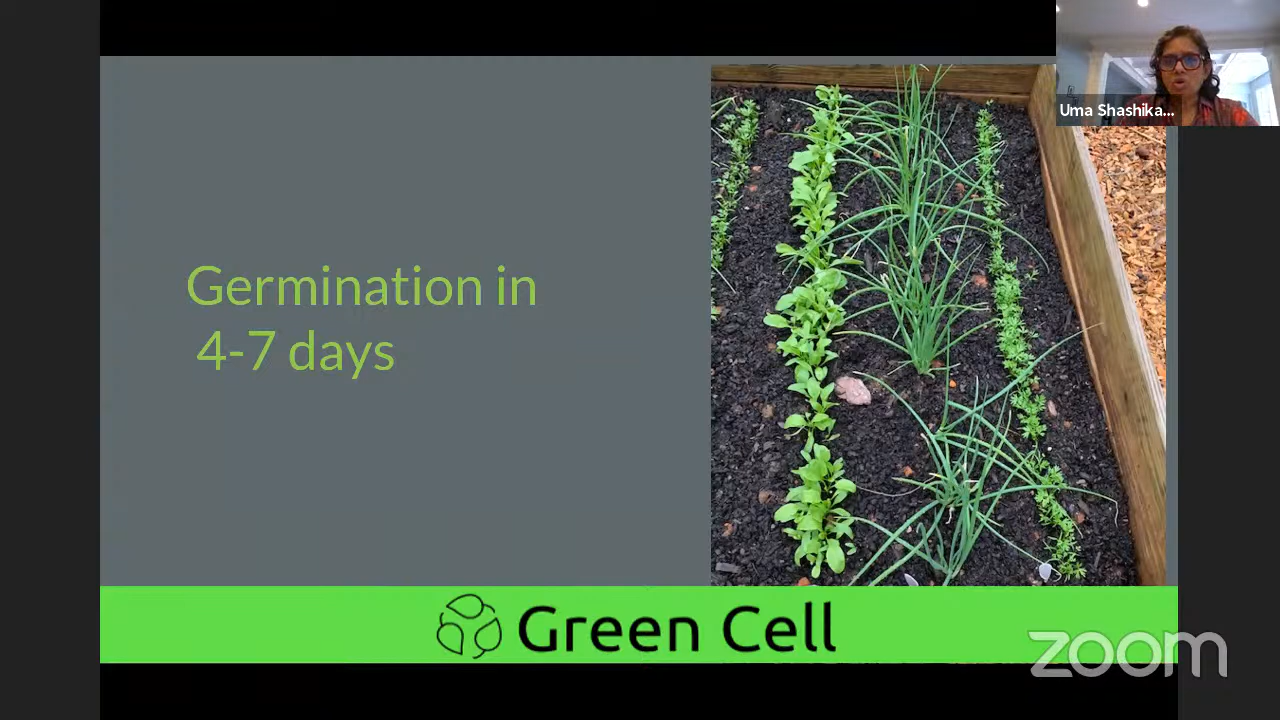 Uma Shashika...
Germination in
4-7 days
Green Cell
zoom